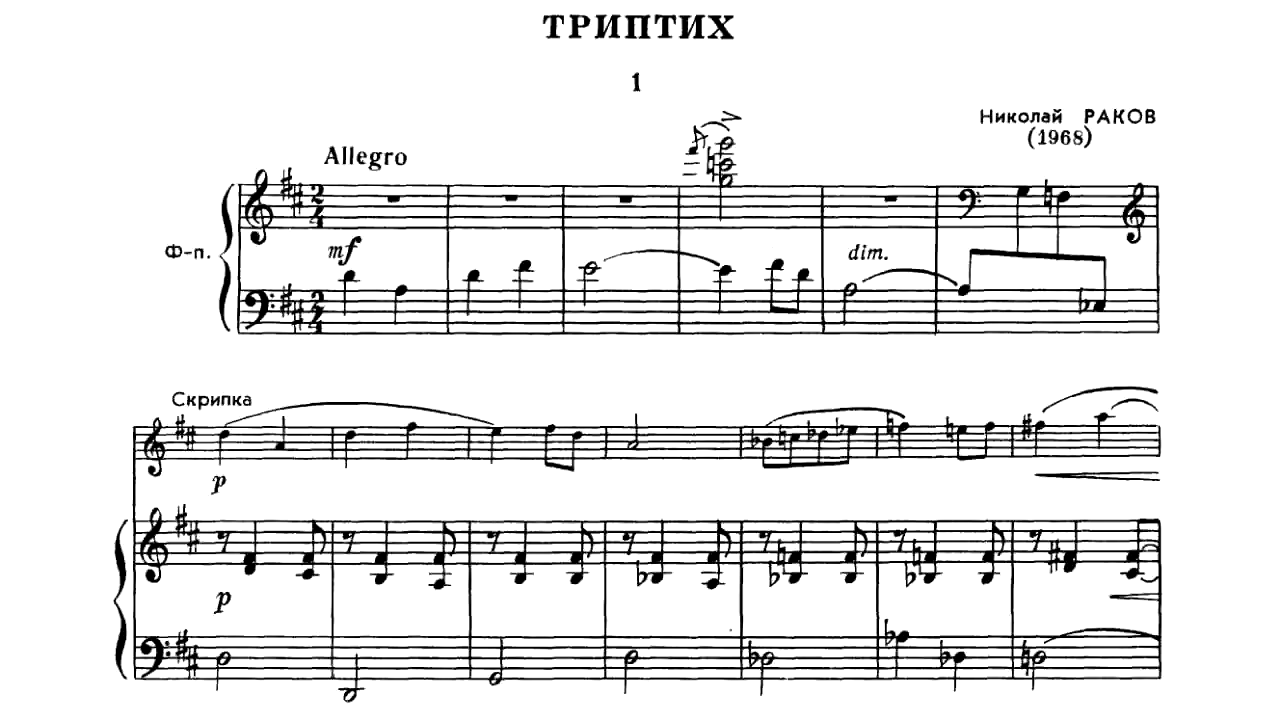 ТРИПТИХ
1
Николай РАКОВ
(1968)
Allegro
Ф-п.
mf
dim.
Скрипка
p
p